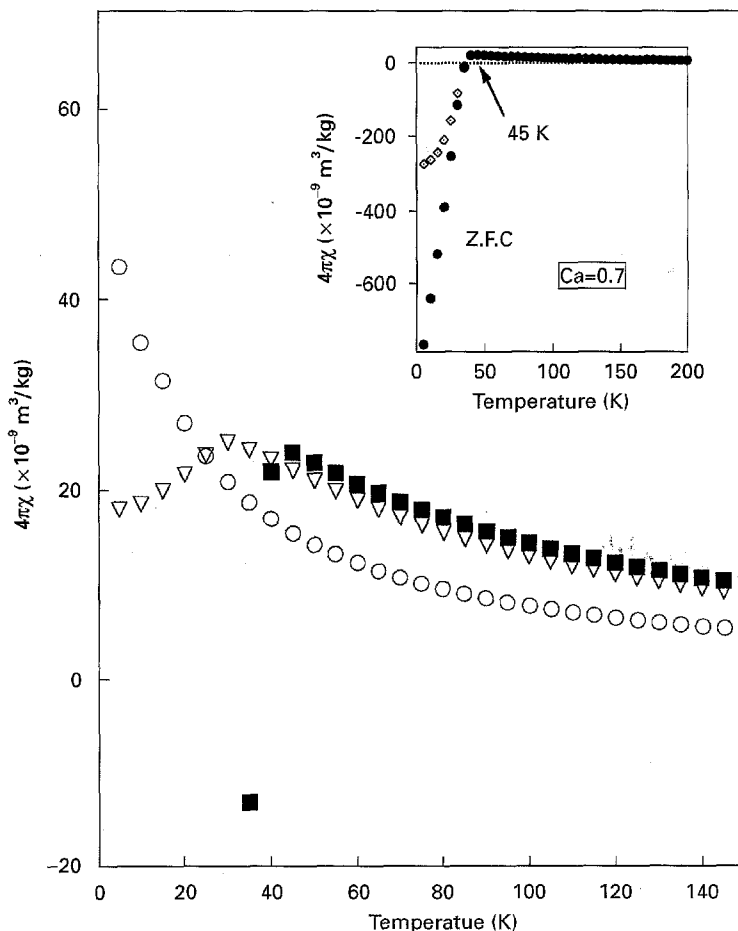 60
40
20
0
−20
4πχ (×10⁻⁹ m³/kg)
0 20 40 60 80 100 120 140
Temperatue (K)
0
-200
-400
-600
4πχ (×10⁻⁹ m³/kg)
45 K
Z.F.C
Ca=0.7
0 50 100 150 200
Temperature (K)